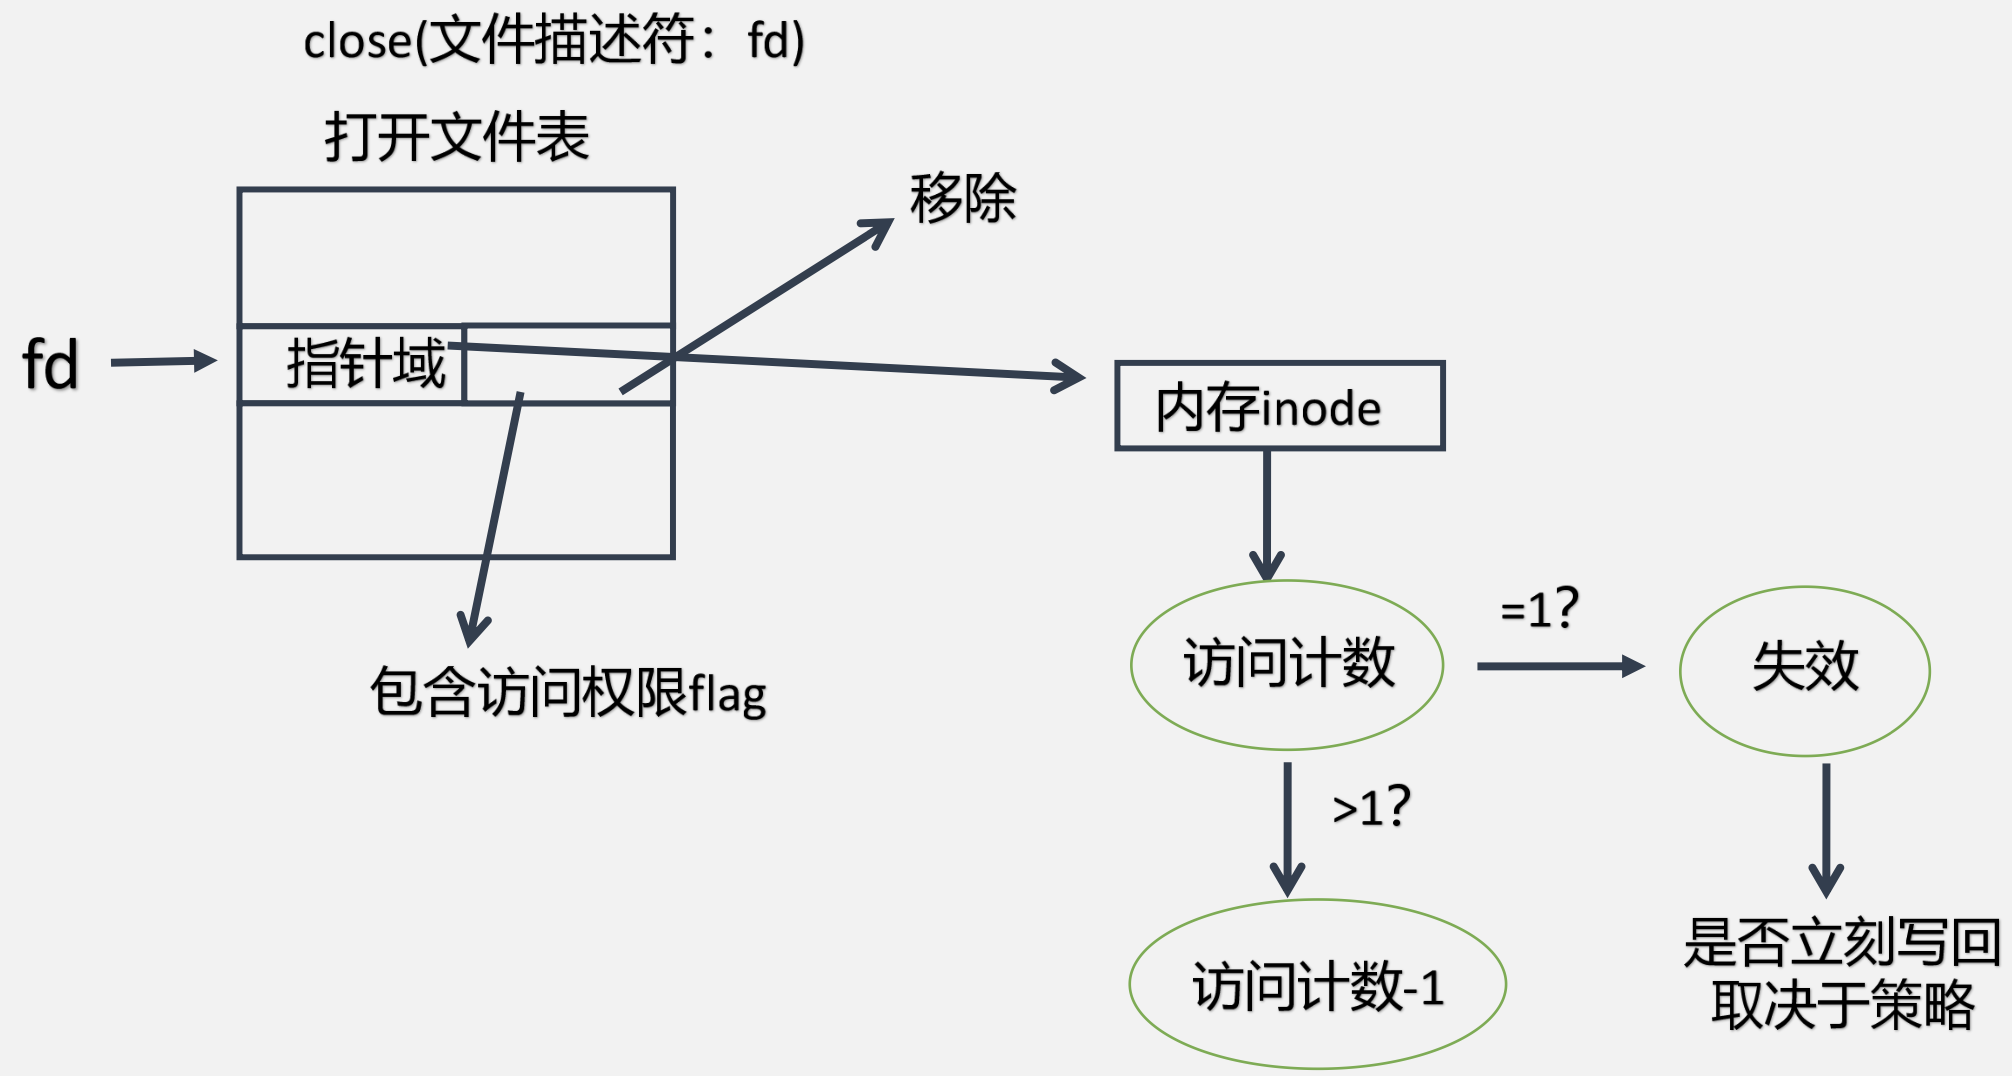 close(文件描述符：fd)
打开文件表
移除
fd
指针域
内存inode
包含访问权限flag
访问计数
=1？
失效
>1？
访问计数-1
是否立刻写回
取决于策略